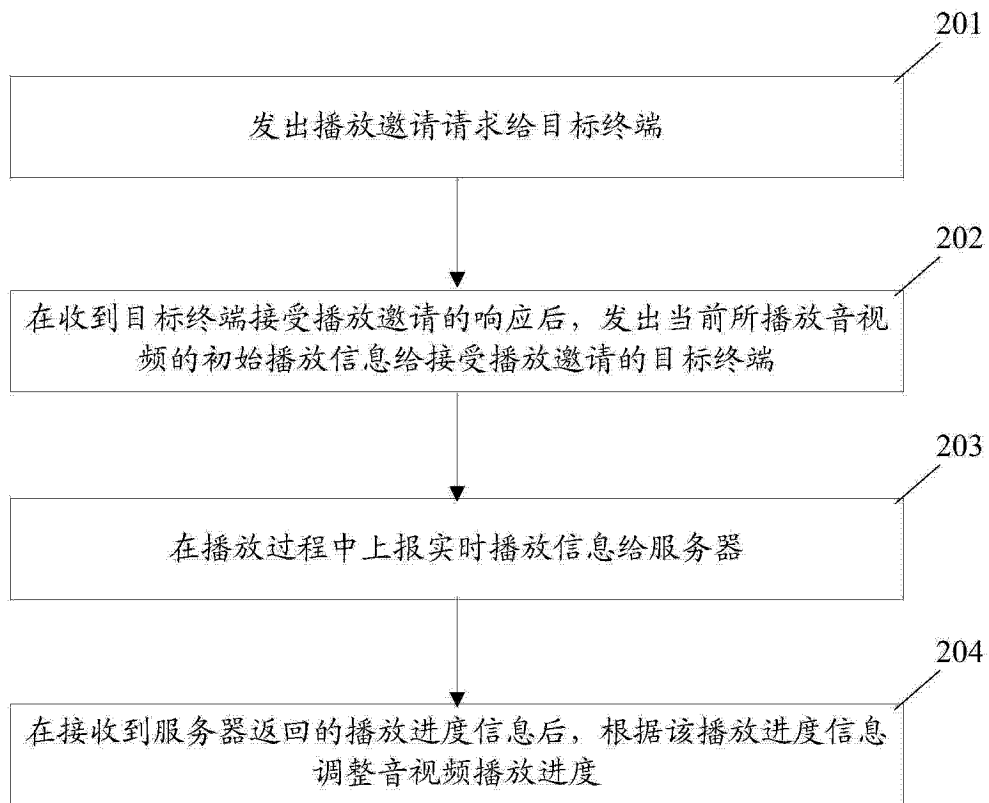 201
发出播放邀请请求给目标终端
202
在收到目标终端接受播放邀请的响应后，发出当前所播放音视
频的初始播放信息给接受播放邀请的目标终端
203
在播放过程中上报实时播放信息给服务器
204
在接收到服务器返回的播放进度信息后，根据该播放进度信息
调整音视频播放进度